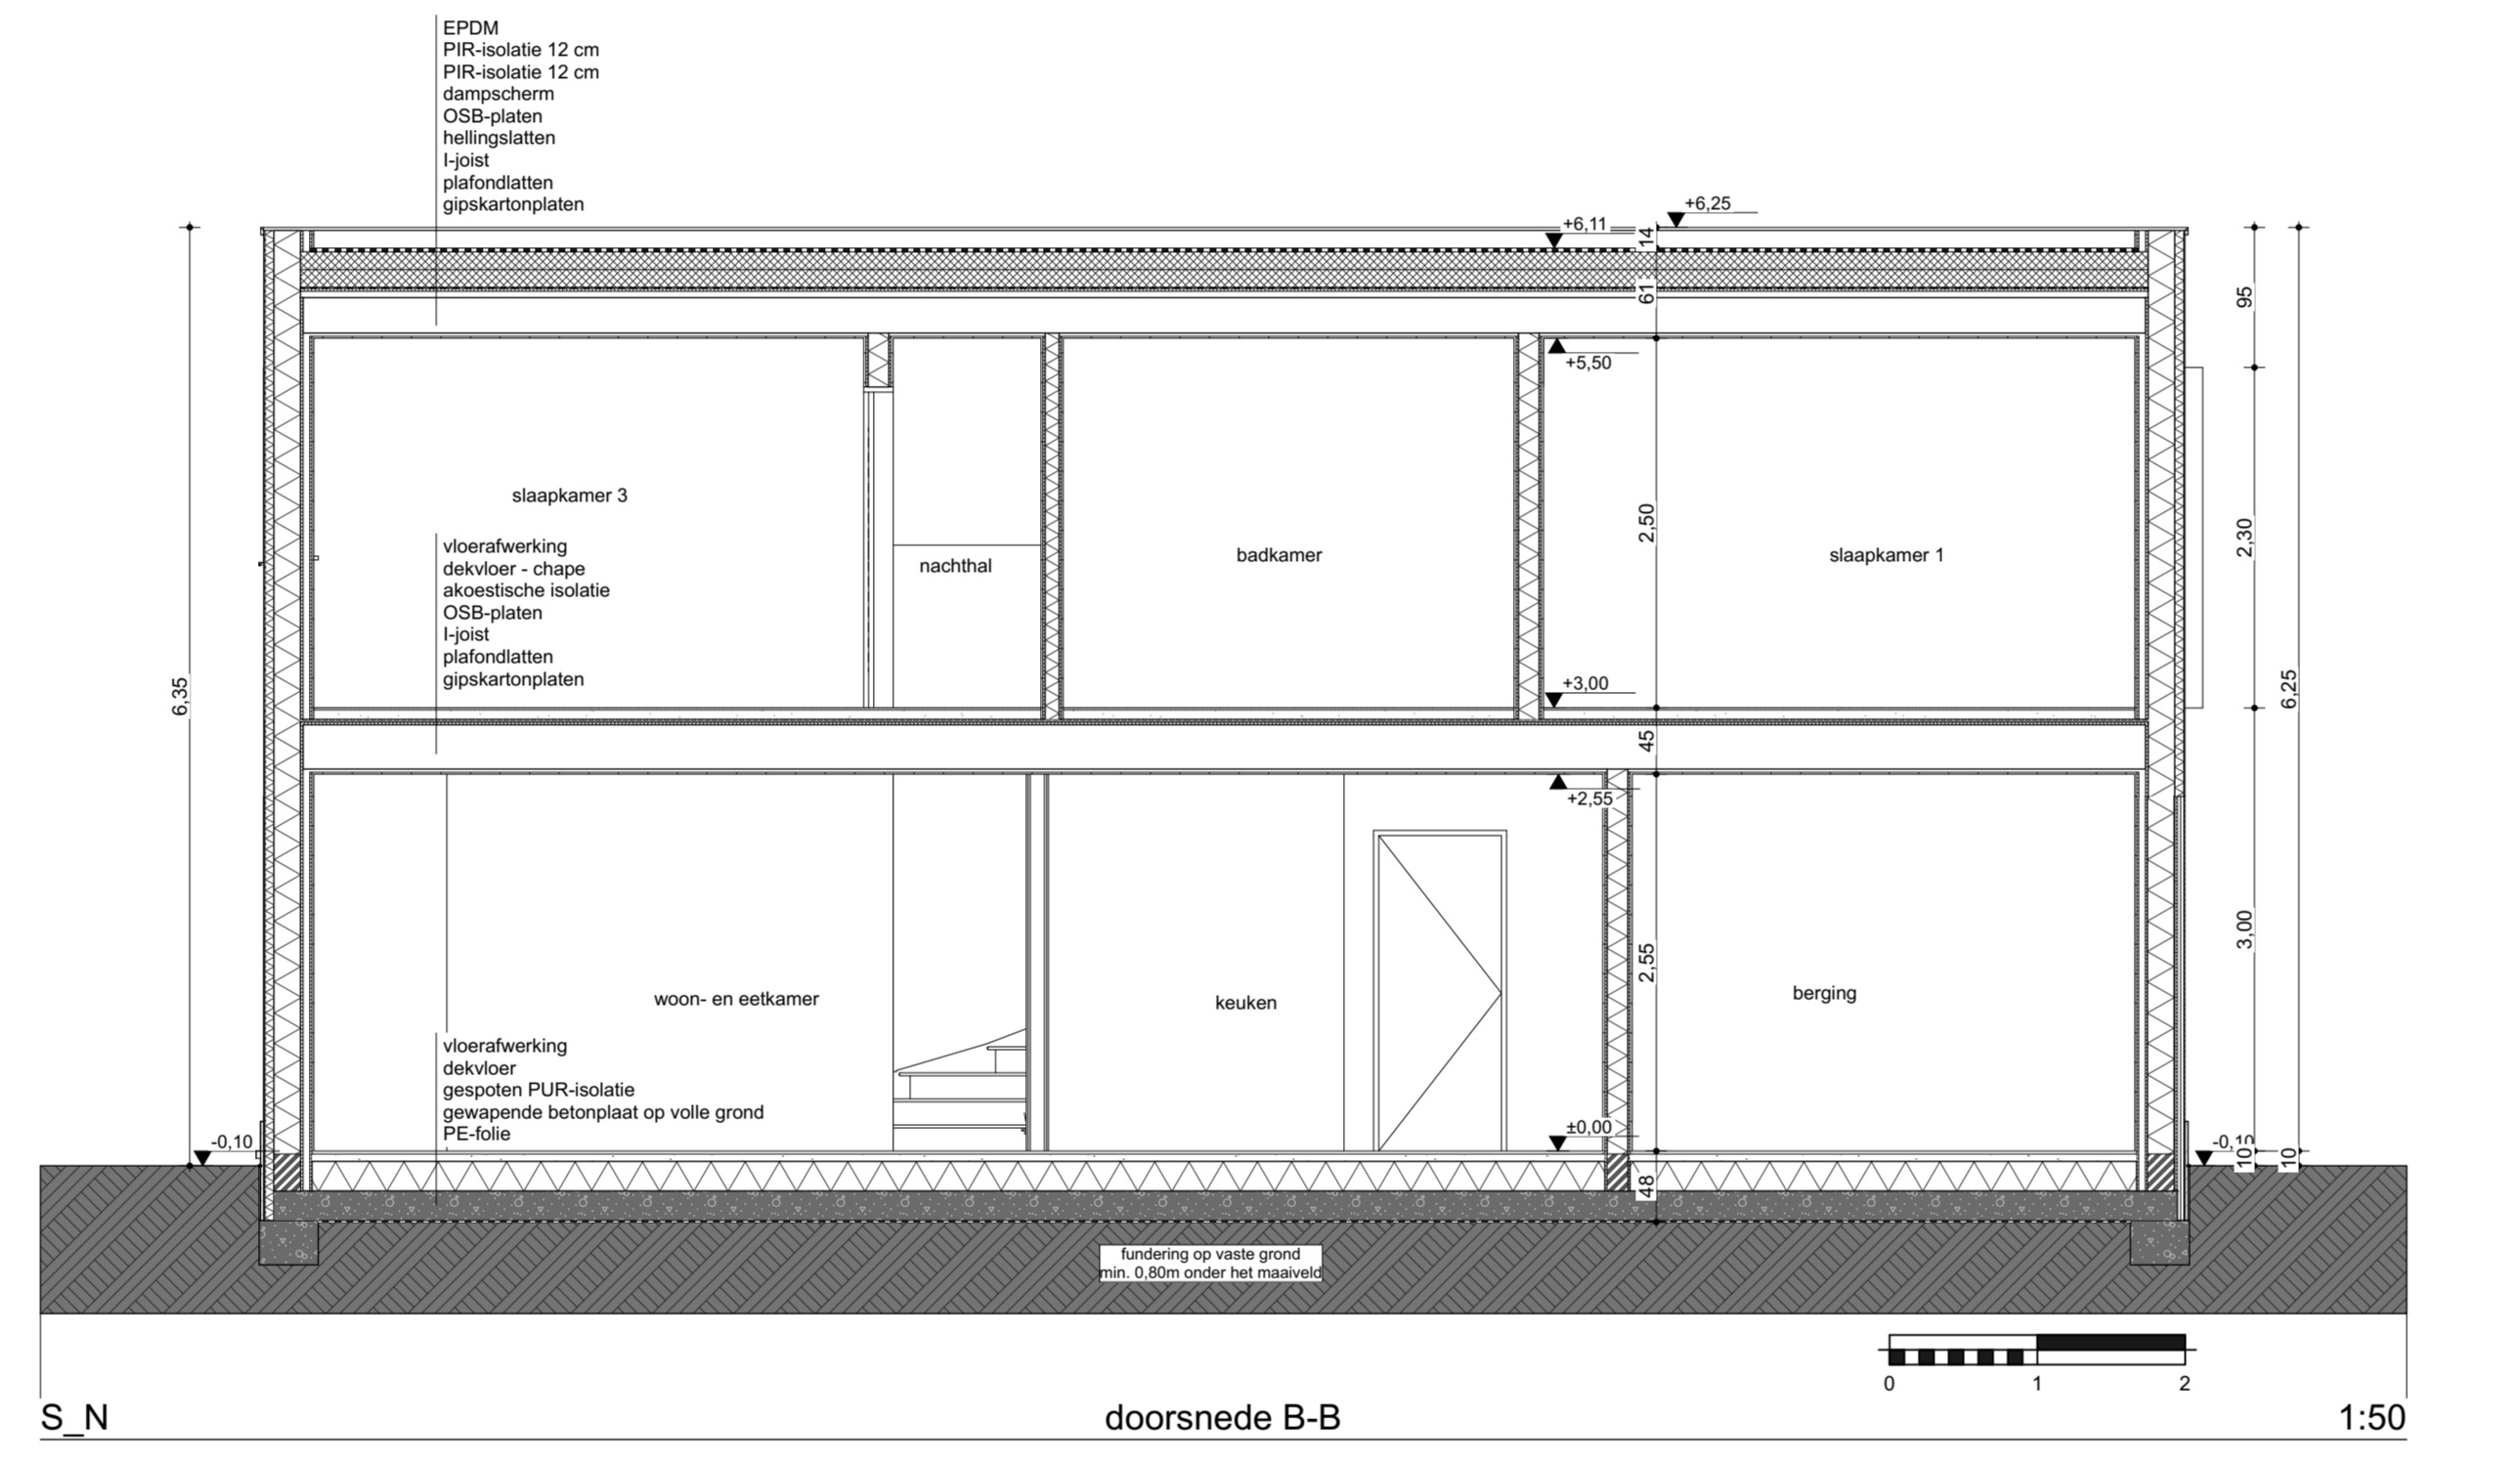 EPDM
PIR-isolatie 12 cm
PIR-isolatie 12 cm
dampscherm
OSB-platen
hellingslatten
I-joist
plafondlatten
gipskartonplaten
+6,25
+6,11
14
61
95
+5,50
slaapkamer 3
nachthal
badkamer
slaapkamer 1
2,50
2,30
vloerafwerking
dekvloer - chape
akoestische isolatie
OSB-platen
I-joist
plafondlatten
gipskartonplaten
+3,00
6,35
6,25
45
+2,55
2,55
3,00
woon- en eetkamer
keuken
berging
vloerafwerking
dekvloer
gespoten PUR-isolatie
gewapende betonplaat op volle grond
PE-folie
±0,00
-0,10
-0,10
10
10
48
fundering op vaste grond
min. 0,80m onder het maaiveld
0 1 2
S_N doorsnede B-B 1:50